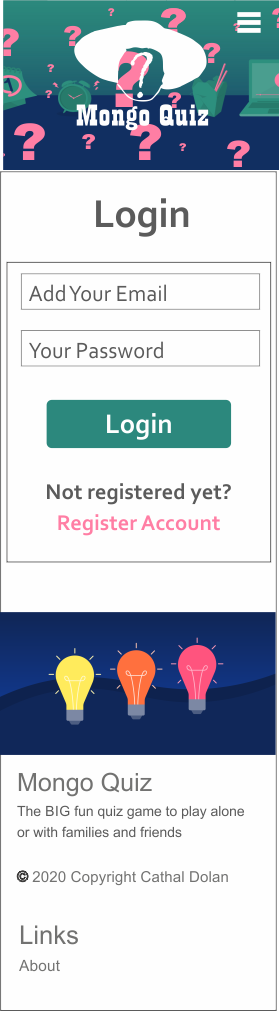 Mongo Quiz
Login
Add Your Email
Your Password
Login
Not registered yet?
Register Account
Mongo Quiz
The BIG fun quiz game to play alone
or with families and friends
© 2020 Copyright Cathal Dolan
Links
About